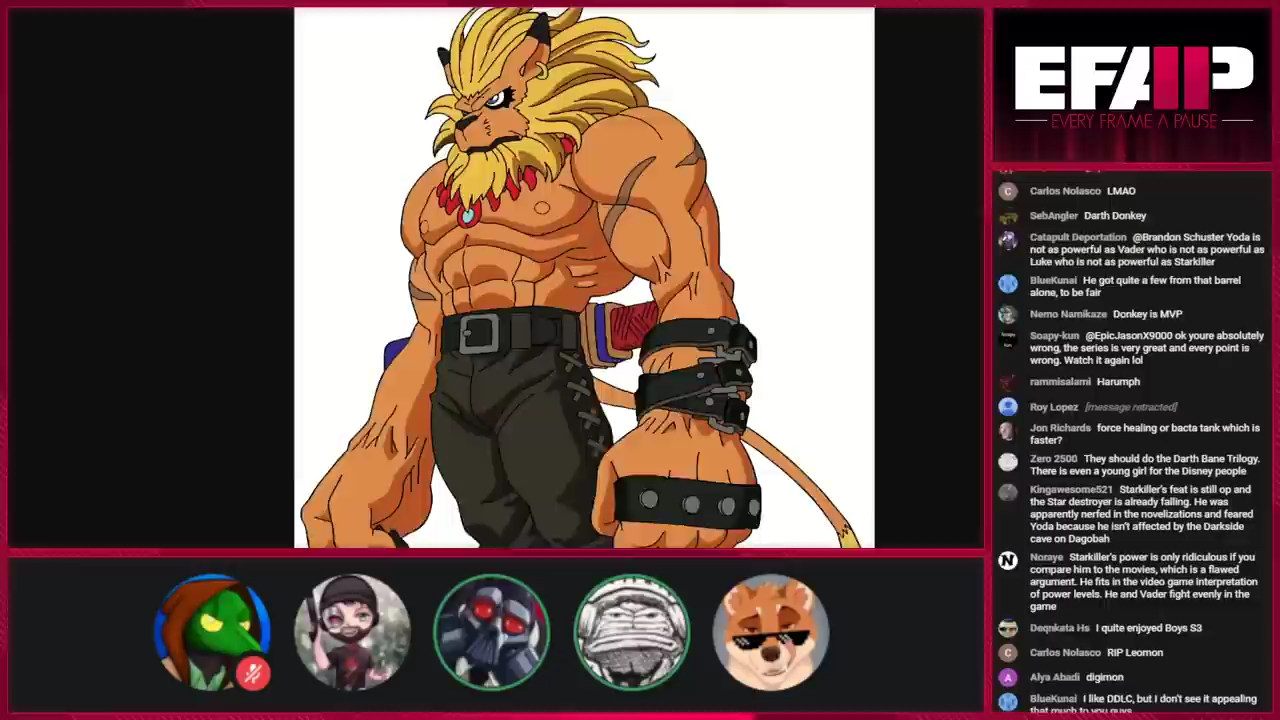 EFAP
EVERY FRAME A PAUSE
C Carlos Nolasco LMAO
SebAngler Darth Donkey
Catapult Deportation @Brandon Schuster Yoda is
not as powerful as Vader who is not as powerful as
Luke who is not as powerful as Starkiller
BlueKunai He got quite a few from that barrel
alone, to be fair
Nemo Namikaze Donkey is MVP
Soapy-kun @EpicJasonX9000 ok youre absolutely
wrong, the series is very great and every point is
wrong. Watch it again lol
rammisalami Harumph
Roy Lopez [message retracted]
Jon Richards force healing or bacta tank which is
faster?
Zero 2500 They should do the Darth Bane Trilogy.
There is even a young girl for the Disney people
Kingawesome521 Starkiller's feat is still op and
the Star destroyer is already falling. He was
apparently nerfed in the novelizations and feared
Yoda because he isn't affected by the Darkside
cave on Dagobah
N Noraye Starkiller's power is only ridiculous if you
compare him to the movies, which is a flawed
argument. He fits in the video game interpretation
of power levels. He and Vader fight evenly in the
game
Deqnkata Hs I quite enjoyed Boys S3
C Carlos Nolasco RIP Leomon
A Alya Abadi digimon
BlueKunai I like DDLC, but I don't see it appealing
that much to you guys